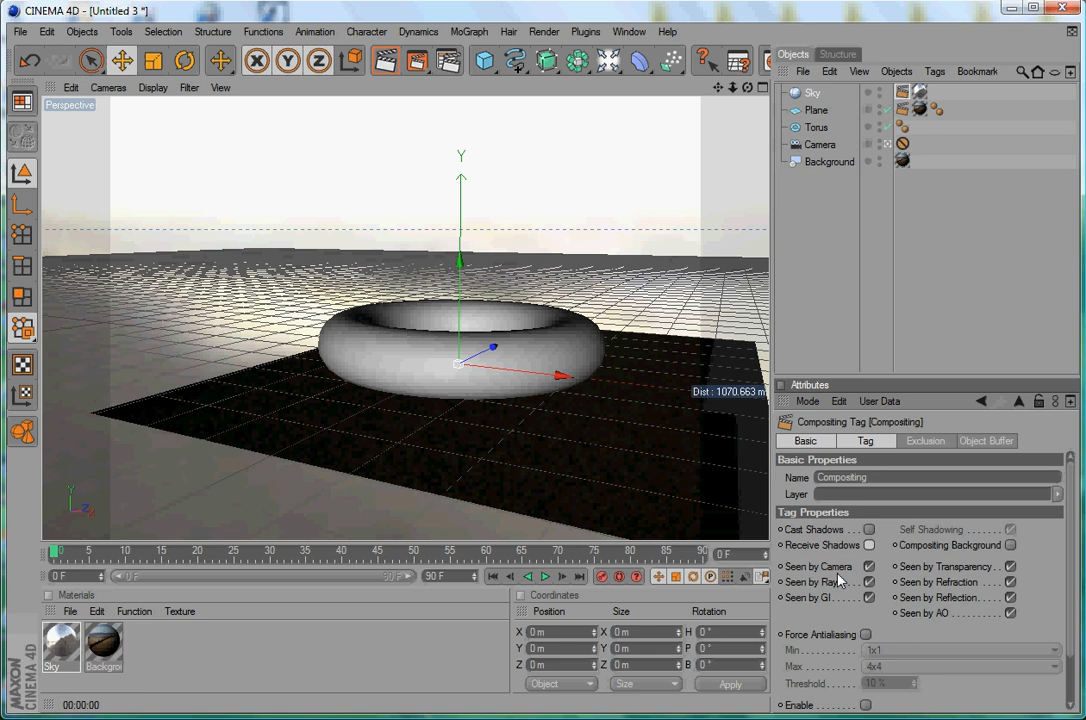 CINEMA 4D - [Untitled 3 *]
File Edit Objects Tools Selection Structure Functions Animation Character Dynamics MoGraph Hair Render Plugins Window Help
Objects Structure
File Edit View Objects Tags Bookmark
Edit Cameras Display Filter View
Perspective
Sky
Plane
Torus
Camera
Background
Y
Dist : 1070.663 m
Y
Z
X
Attributes
Mode Edit User Data
Compositing Tag [Compositing]
Basic Tag Exclusion Object Buffer
Basic Properties
Name Compositing
Layer
Tag Properties
Cast Shadows . . . Self Shadowing . . . . . . .
Receive Shadows Compositing Background
Seen by Camera Seen by Transparency . .
Seen by Ray Seen by Refraction . . . .
Seen by GI . . . . . Seen by Reflection. . . .
Seen by AO . . . . . . . .
Force Antialiasing
Min . . . . . . . . . . 1x1
Max . . . . . . . . . 4x4
Threshold . . . . . 10 %
Enable . . . . . . .
0 5 10 15 20 25 30 35 40 45 50 55 60 65 70 75 80 85 90
0 F
0 F 0 F 90 F 90 F
Materials
File Edit Function Texture
Sky Backgroi
Coordinates
Position Size Rotation
X 0 m X 0 m H 0 °
Y 0 m Y 0 m P 0 °
Z 0 m Z 0 m B 0 °
Object Size Apply
MAXON
CINEMA 4D
00:00:00